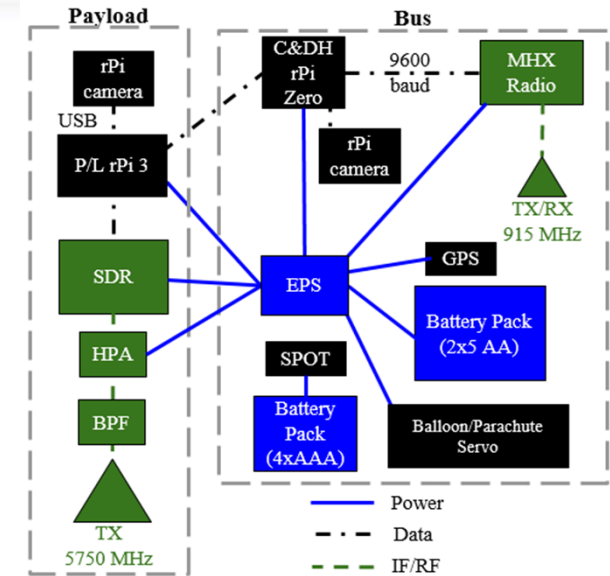 Payload
Bus
rPi
camera
USB
P/L rPi 3
SDR
HPA
BPF
TX
5750 MHz
C&DH
rPi
Zero
9600
baud
MHX
Radio
rPi
camera
TX/RX
915 MHz
EPS
GPS
Battery Pack
(2x5 AA)
SPOT
Battery
Pack
(4xAAA)
Balloon/Parachute
Servo
Power
Data
IF/RF